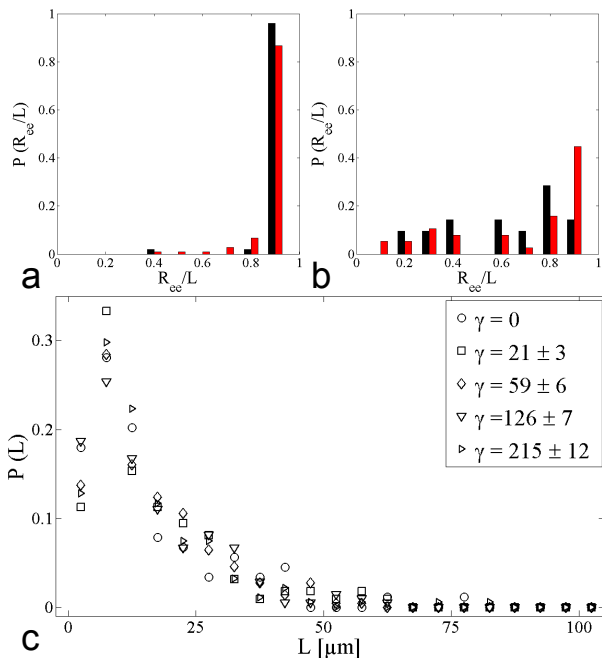 1
0.8
0.6
0.4
0.2
0
P (R_ee/L)
0 0.2 0.4 0.6 0.8 1
R_ee/L
a
1
0.8
0.6
0.4
0.2
0
P (R_ee/L)
0 0.2 0.4 0.6 0.8 1
R_ee/L
b
0.3
0.2
0.1
0
P (L)
γ = 0
γ = 21 ± 3
γ = 59 ± 6
γ =126 ± 7
γ = 215 ± 12
0 25 50 75 100
L [µm]
c